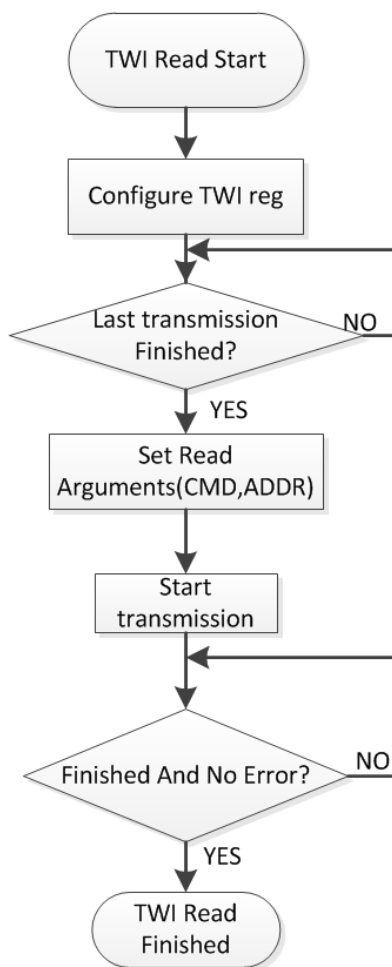 TWI Read Start
Configure TWI reg
Last transmission
Finished?
NO
YES
Set Read
Arguments(CMD,ADDR)
Start
transmission
Finished And No Error?
NO
YES
TWI Read
Finished